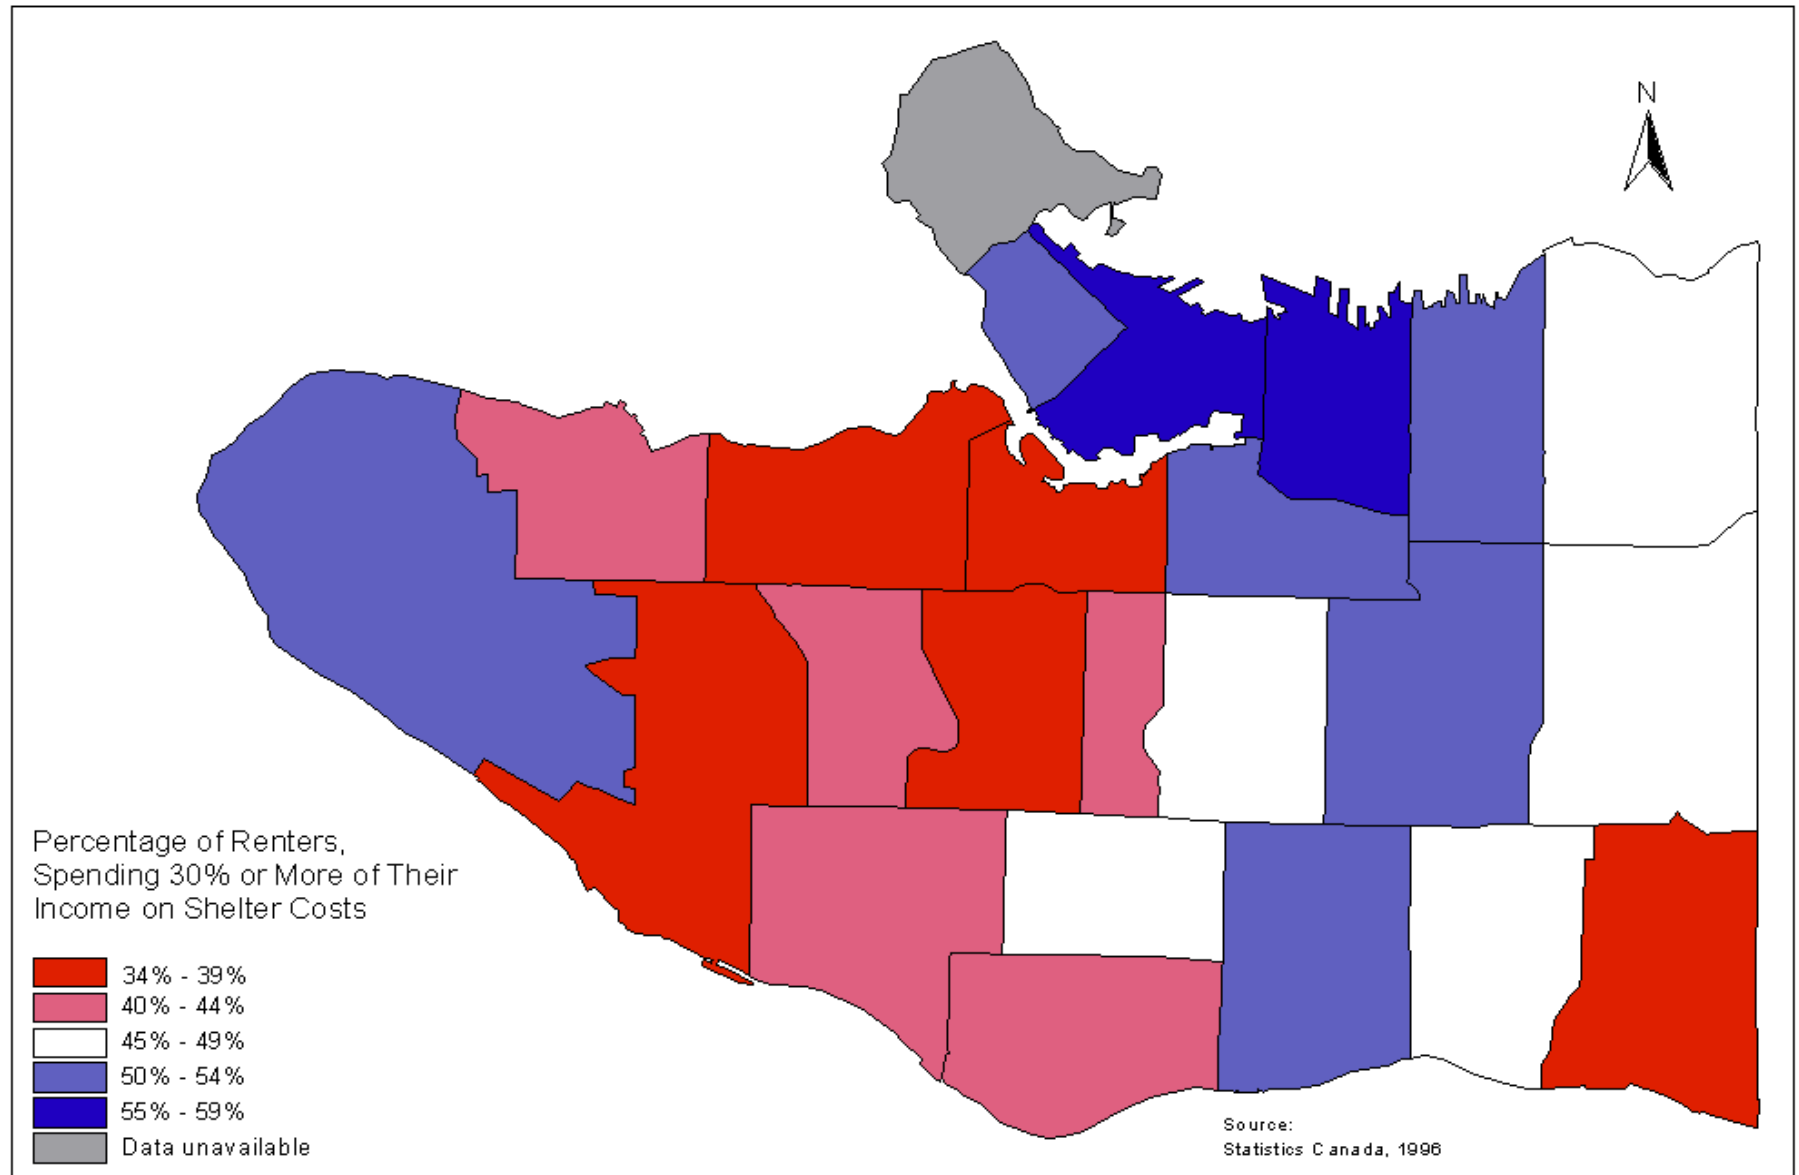 N
Percentage of Renters,
Spending 30% or More of Their
Income on Shelter Costs
34% - 39%
40% - 44%
45% - 49%
50% - 54%
55% - 59%
Data unavailable
Source:
Statistics Canada, 1996